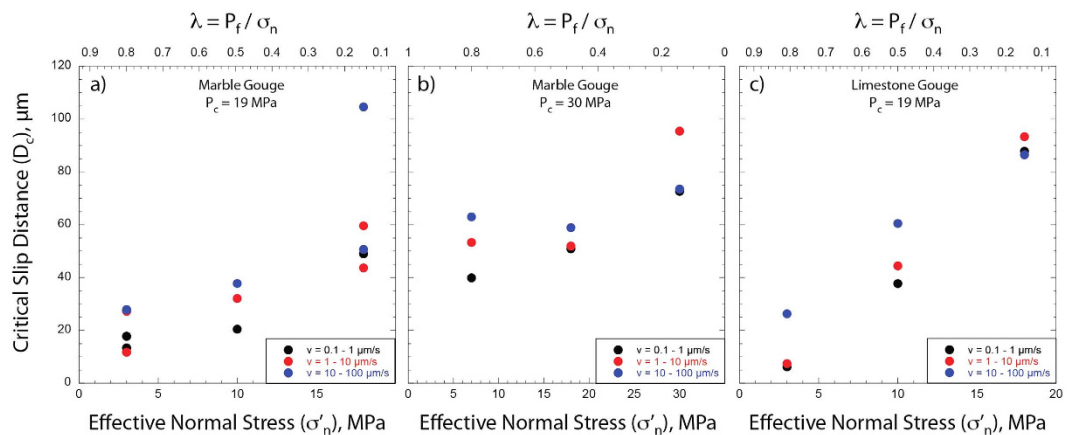 λ = P_f / σ_n
λ = P_f / σ_n
λ = P_f / σ_n
0.9 0.8 0.7 0.6 0.5 0.4 0.3 0.2 0.1
1 0.8 0.6 0.4 0.2 0
0.9 0.8 0.7 0.6 0.5 0.4 0.3 0.2 0.1
Critical Slip Distance (D_c), μm
120
100
80
60
40
20
0
a)
Marble Gouge
P_c = 19 MPa
v = 0.1 - 1 μm/s
v = 1 - 10 μm/s
v = 10 - 100 μm/s
b)
Marble Gouge
P_c = 30 MPa
v = 0.1 - 1 μm/s
v = 1 - 10 μm/s
v = 10 - 100 μm/s
c)
Limestone Gouge
P_c = 19 MPa
v = 0.1 - 1 μm/s
v = 1 - 10 μm/s
v = 10 - 100 μm/s
0 5 10 15
0 5 10 15 20 25 30 35
0 5 10 15 20
Effective Normal Stress (σ'_n), MPa
Effective Normal Stress (σ'_n), MPa
Effective Normal Stress (σ'_n), MPa